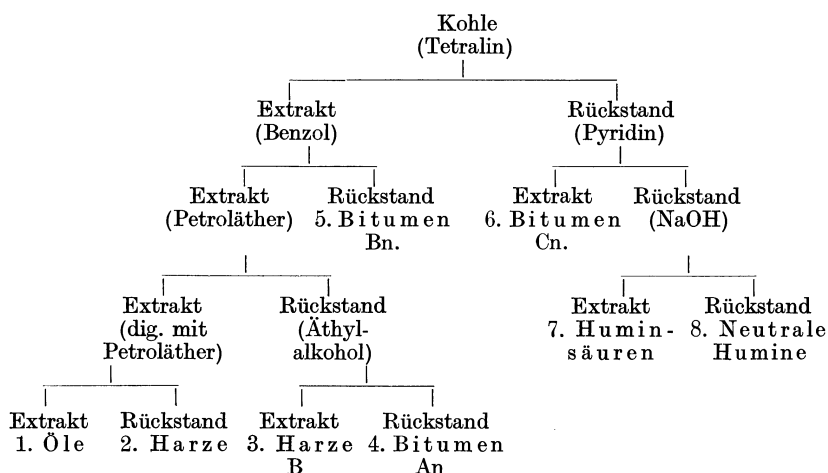 Kohle
(Tetralin)
Extrakt Rückstand
(Benzol) (Pyridin)
Extrakt Rückstand Extrakt Rückstand
(Petroläther) 5. Bitumen 6. Bitumen (NaOH)
Bn. Cn.
Extrakt Rückstand Extrakt Rückstand
(dig. mit (Äthyl- 7. Humin- 8. Neutrale
Petroläther) alkohol) säuren Humine
Extrakt Rückstand Extrakt Rückstand
1. Öle 2. Harze 3. Harze 4. Bitumen
B An